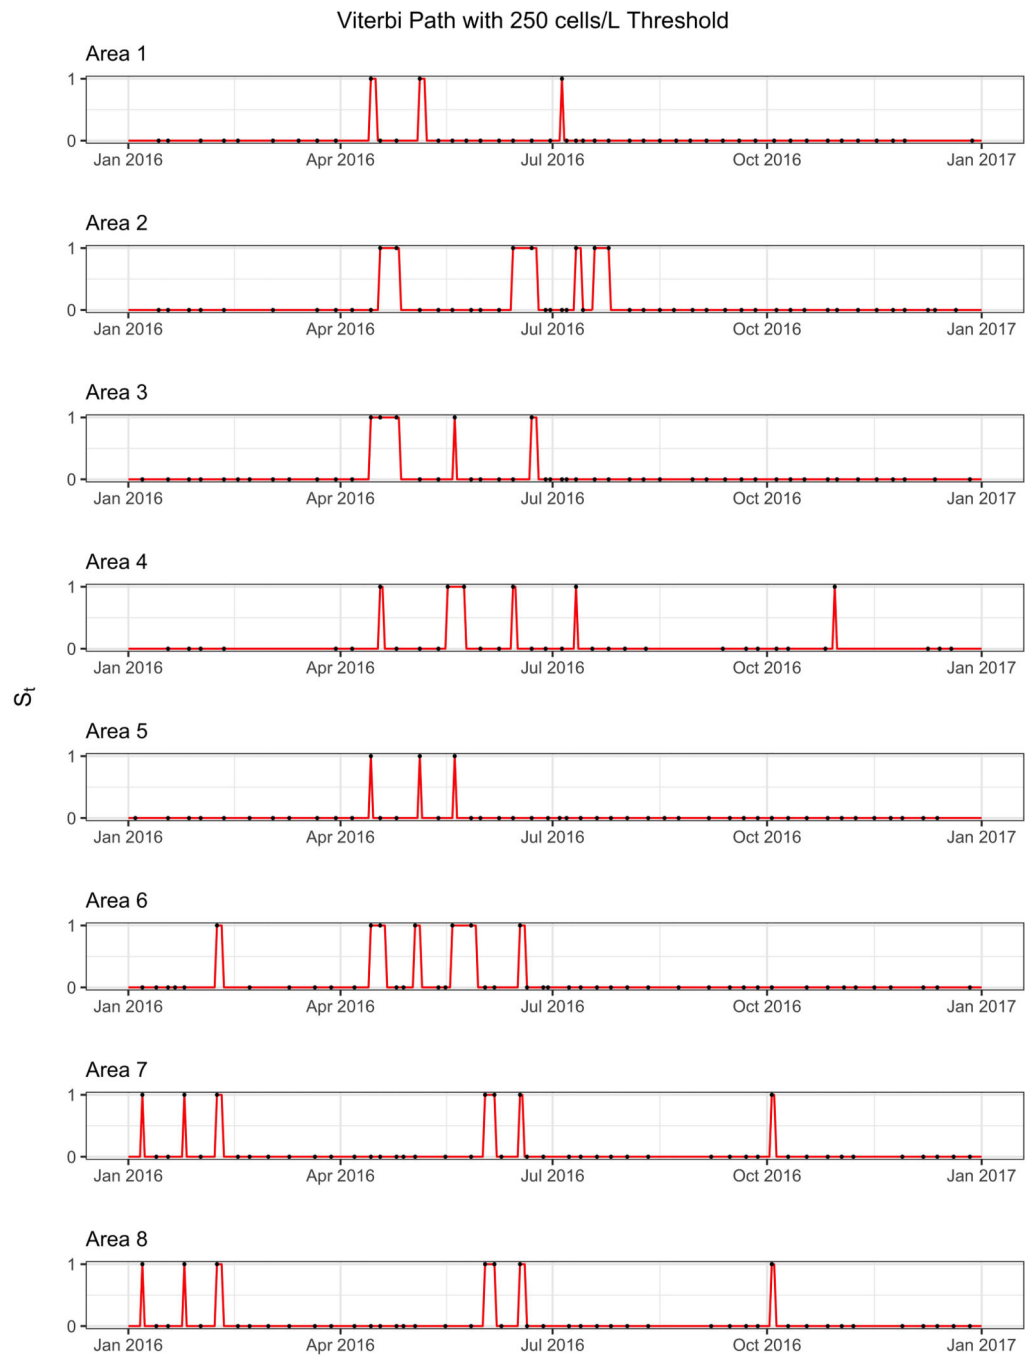 Viterbi Path with 250 cells/L Threshold
Area 1
1
0
Jan 2016 Apr 2016 Jul 2016 Oct 2016 Jan 2017
Area 2
1
0
Jan 2016 Apr 2016 Jul 2016 Oct 2016 Jan 2017
Area 3
1
0
Jan 2016 Apr 2016 Jul 2016 Oct 2016 Jan 2017
Area 4
1
0
Jan 2016 Apr 2016 Jul 2016 Oct 2016 Jan 2017
St
Area 5
1
0
Jan 2016 Apr 2016 Jul 2016 Oct 2016 Jan 2017
Area 6
1
0
Jan 2016 Apr 2016 Jul 2016 Oct 2016 Jan 2017
Area 7
1
0
Jan 2016 Apr 2016 Jul 2016 Oct 2016 Jan 2017
Area 8
1
0
Jan 2016 Apr 2016 Jul 2016 Oct 2016 Jan 2017